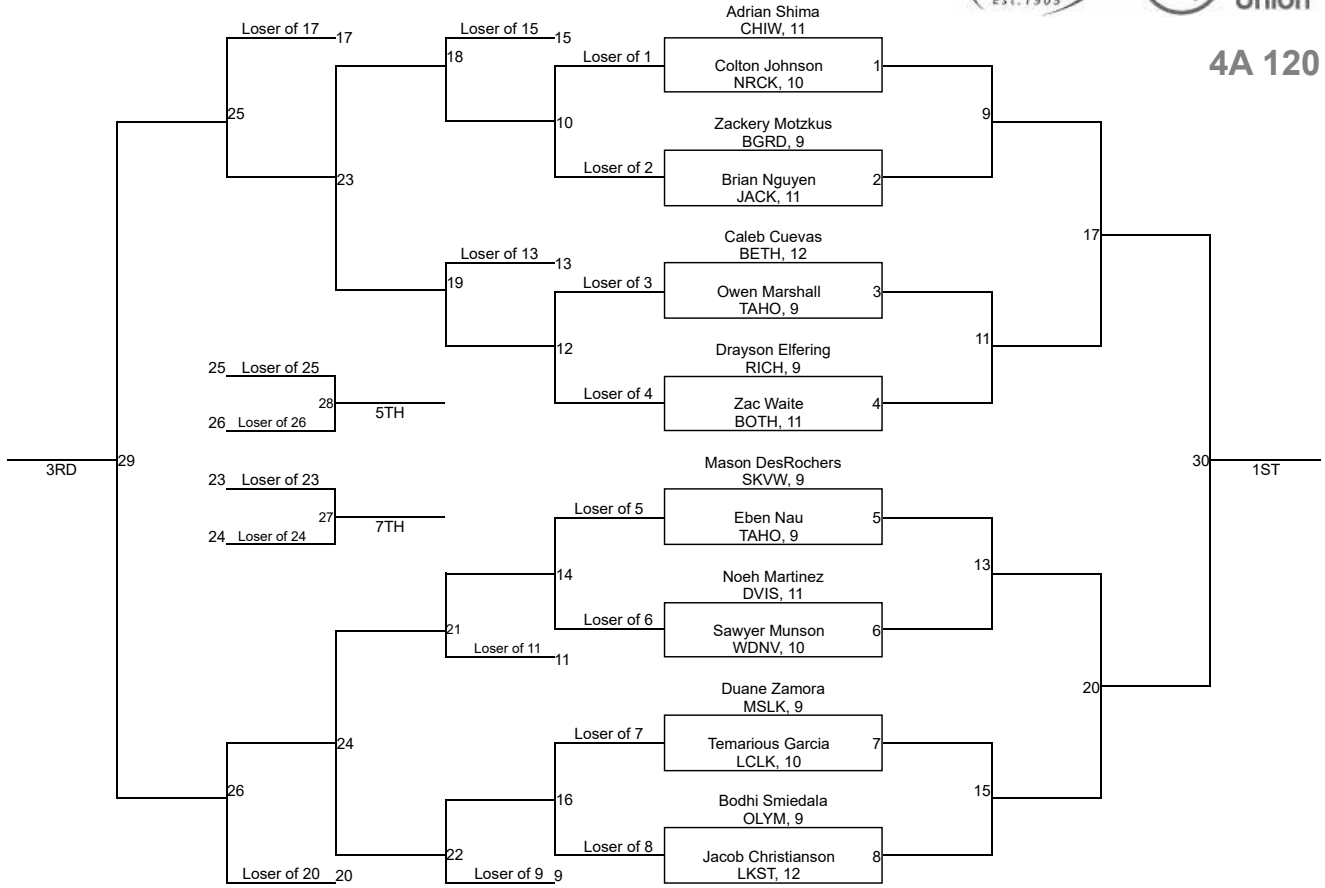 EST. 1905
Union
4A 120
Loser of 17 17
Loser of 15 15
Adrian Shima
CHIW, 11
Loser of 1
Colton Johnson 1
NRCK, 10
18
25
10
9
Zackery Motzkus
BGRD, 9
Loser of 2
Brian Nguyen 2
JACK, 11
23
17
Caleb Cuevas
BETH, 12
Loser of 13 13
19
Loser of 3
Owen Marshall 3
TAHO, 9
12
11
Drayson Elfering
RICH, 9
Loser of 4
Zac Waite 4
BOTH, 11
25 Loser of 25
28
5TH
26 Loser of 26
3RD
29
30
1ST
Mason DesRochers
SKVW, 9
23 Loser of 23
27
7TH
24 Loser of 24
Loser of 5
Eben Nau 5
TAHO, 9
14
13
Noeh Martinez
DVIS, 11
Loser of 6
Sawyer Munson 6
WDNV, 10
21
Loser of 11 11
20
Duane Zamora
MSLK, 9
Loser of 7
Temarious Garcia 7
LCLK, 10
24
26
16
15
Bodhi Smiedala
OLYM, 9
Loser of 8
Jacob Christianson 8
LKST, 12
22
Loser of 20 20
Loser of 9 9